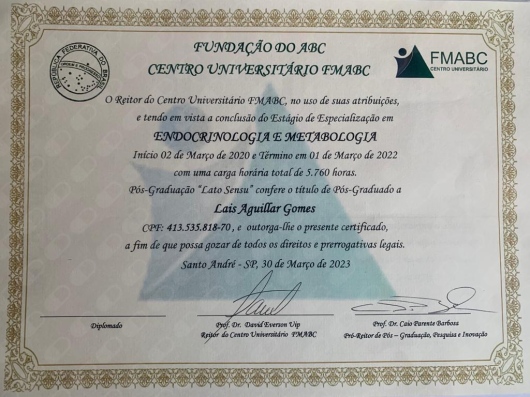 FUNDAÇÃO DO ABC
CENTRO UNIVERSITÁRIO FMABC
FMABC
CENTRO UNIVERSITÁRIO
REPUBLICA FEDERATIVA DO BRASIL
O Reitor do Centro Universitário FMABC, no uso de suas atribuições,
e tendo em vista a conclusão do Estágio de Especialização em
ENDOCRINOLOGIA E METABOLOGIA
Início 02 de Março de 2020 e Término em 01 de Março de 2022
com uma carga horária total de 5.760 horas.
Pós-Graduação "Lato Sensu" confere o título de Pós-Graduado a
Lais Aguillar Gomes
CPF: 413.535.818-70, e outorga-lhe o presente certificado,
a fim de que possa gozar de todos os direitos e prerrogativas legais.
Santo André - SP, 30 de Março de 2023
Diplomado
Prof. Dr. David Everson Uip
Reitor do Centro Universitário FMABC
Prof. Dr. Caio Parente Barbosa
Pró-Reitor de Pós – Graduação, Pesquisa e Inovação